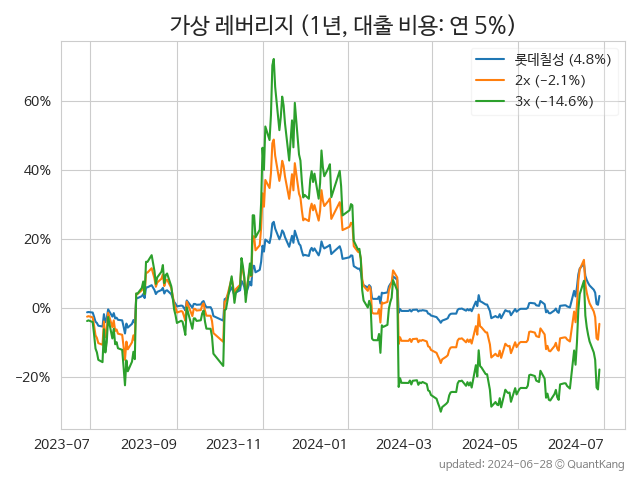 가상 레버리지 (1년, 대출 비용: 연 5%)
롯데칠성 (4.8%)
2x (−2.1%)
3x (−14.6%)
60%
40%
20%
0%
−20%
2023-07 2023-09 2023-11 2024-01 2024-03 2024-05 2024-07
updated: 2024-06-28 © QuantKang